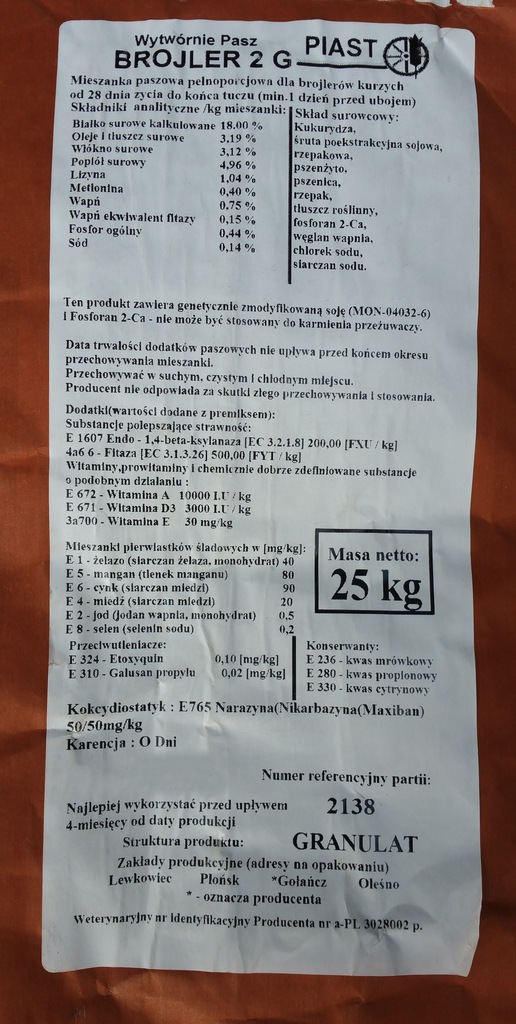 Wytwórnie Pasz
BROJLER 2 G PIAST
Mieszanka paszowa pełnoporcjowa dla brojlerów kurzych
od 28 dnia życia do końca tuczu (min.1 dzień przed ubojem)
Składniki analityczne /kg mieszanki:
Białko surowe kalkulowane 18.00 %
Oleje i tłuszcz surowe 3,19 %
Włókno surowe 3,12 %
Popiół surowy 4,96 %
Lizyna 1,04 %
Metionina 0,40 %
Wapń 0.75 %
Wapń ekwiwalent fitazy 0,15 %
Fosfor ogólny 0,44 %
Sód 0,14 %
Skład surowcowy:
Kukurydza,
śruta poekstrakcyjna sojowa,
rzepakowa,
pszenżyto,
pszenica,
rzepak,
tłuszcz roślinny,
fosforan 2-Ca,
węglan wapnia,
chlorek sodu,
siarczan sodu.
Ten produkt zawiera genetycznie zmodyfikowaną soję (MON-04032-6)
i Fosforan 2-Ca - nie może być stosowany do karmienia przeżuwaczy.
Data trwałości dodatków paszowych nie upływa przed końcem okresu
przechowywania mieszanki.
Przechowywać w suchym, czystym i chłodnym miejscu.
Producent nie odpowiada za skutki złego przechowywania i stosowania.
Dodatki(wartości dodane z premiksem):
Substancje polepszające strawność:
E 1607 Endo - 1,4-beta-ksylanaza [EC 3.2.1.8] 200,00 [FXU / kg]
4a6 6 - Fitaza [EC 3.1.3.26] 500,00 [FYT / kg]
Witaminy,prowitaminy i chemicznie dobrze zdefiniowane substancje
o podobnym działaniu :
E 672 - Witamina A 10000 I.U / kg
E 671 - Witamina D3 3000 I.U / kg
3a700 - Witamina E 30 mg/kg
Mieszanki pierwiastków śladowych w [mg/kg]:
E 1 - żelazo (siarczan żelaza, monohydrat) 40
E 5 - mangan (tlenek manganu) 80
E 6 - cynk (siarczan miedzi) 90
E 4 - miedź (siarczan miedzi) 20
E 2 - jod (jodan wapnia, monohydrat) 0,5
E 8 - selen (selenin sodu) 0,2
Masa netto:
25 kg
Przeciwutleniacze:
E 324 - Etoxyquin 0,10 [mg/kg]
E 310 - Galusan propylu 0,02 [mg/kg]
Konserwanty:
E 236 - kwas mrówkowy
E 280 - kwas propionowy
E 330 - kwas cytrynowy
Kokcydiostatyk : E765 Narazyna(Nikarbazyna(Maxiban)
50/50mg/kg
Karencja : O Dni
Numer referencyjny partii:
Najlepiej wykorzystać przed upływem 2138
4-miesięcy od daty produkcji
Struktura produktu: GRANULAT
Zakłady produkcyjne (adresy na opakowaniu)
Lewkowiec Płońsk *Gołańcz Oleśno
* - oznacza producenta
Weterynaryjny nr Identyfikacyjny Producenta nr a-PL 3028002 p.